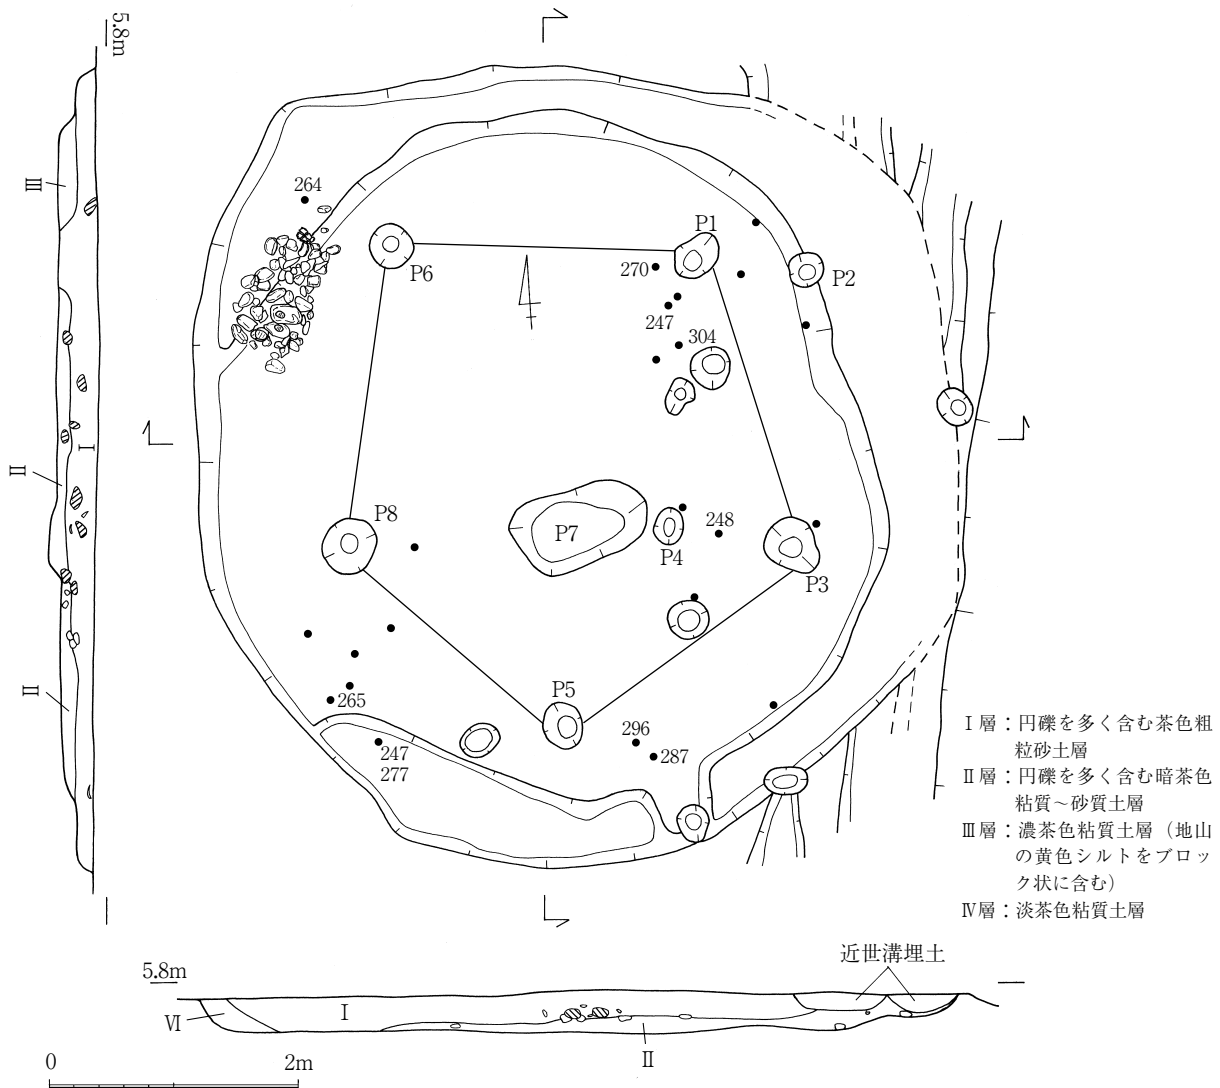 5.8m
Ⅲ
Ⅰ
Ⅱ
Ⅱ
264
P6
P1
P2
270
247
304
P8
P7
P4
248
P3
265
P5
247
277
296
287
Ⅰ層：円礫を多く含む茶色粗
粒砂土層
Ⅱ層：円礫を多く含む暗茶色
粘質～砂質土層
Ⅲ層：濃茶色粘質土層（地山
の黄色シルトをブロッ
ク状に含む）
Ⅳ層：淡茶色粘質土層
近世溝埋土
5.8m
Ⅵ
Ⅰ
Ⅱ
0
2m